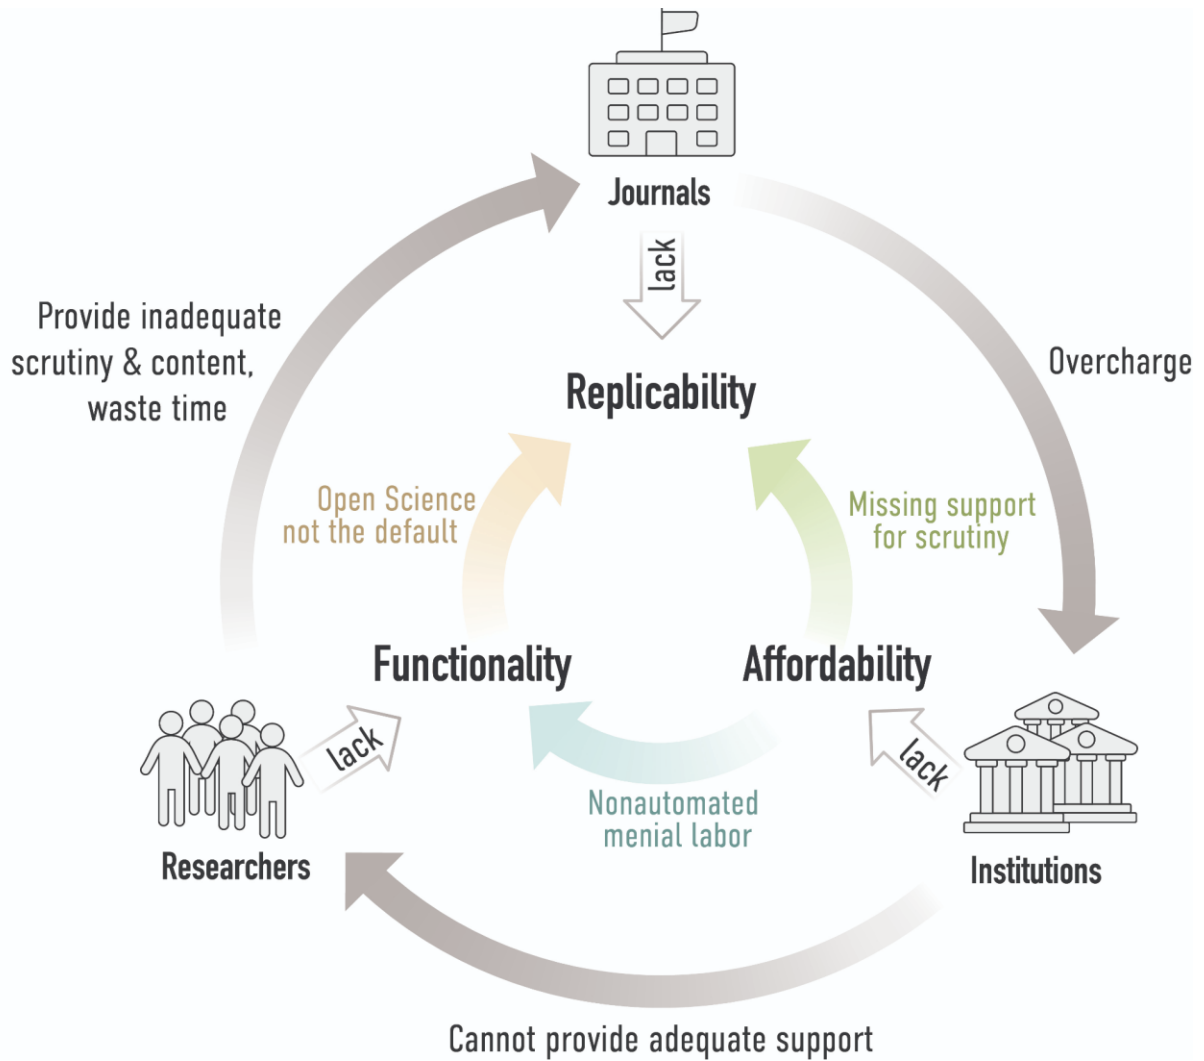 Journals
lack
Provide inadequate
scrutiny & content,
waste time
Overcharge
Replicability
Open Science
not the default
Missing support
for scrutiny
Functionality
Affordability
lack
lack
Nonautomated
menial labor
Researchers
Institutions
Cannot provide adequate support